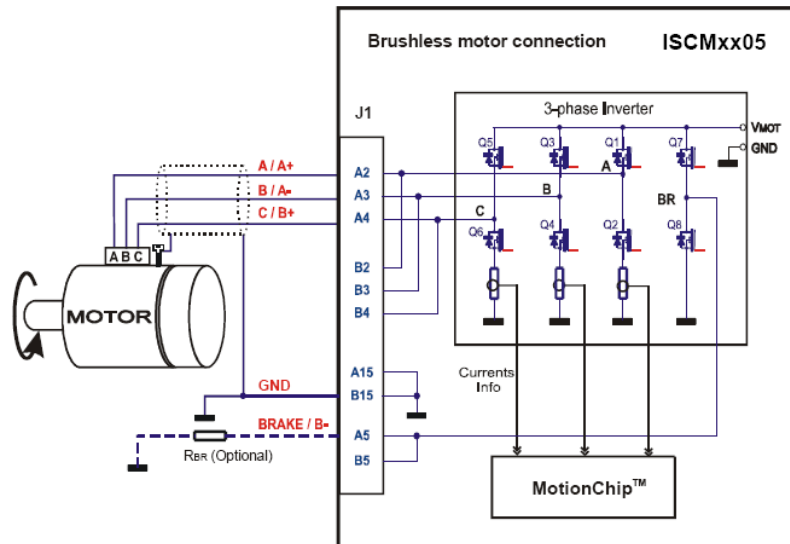 Brushless motor connection ISCMxx05
J1
3-phase Inverter
Q5 Q3 Q1 Q7
VMOT
GND
A / A+
A2
A
B / A-
A3
B
BR
C / B+
A4
C
Q6 Q4 Q2 Q8
A B C
B2
B3
B4
MOTOR
A15
Currents
Info
GND
B15
BRAKE / B-
A5
RBR (Optional)
B5
MotionChip™